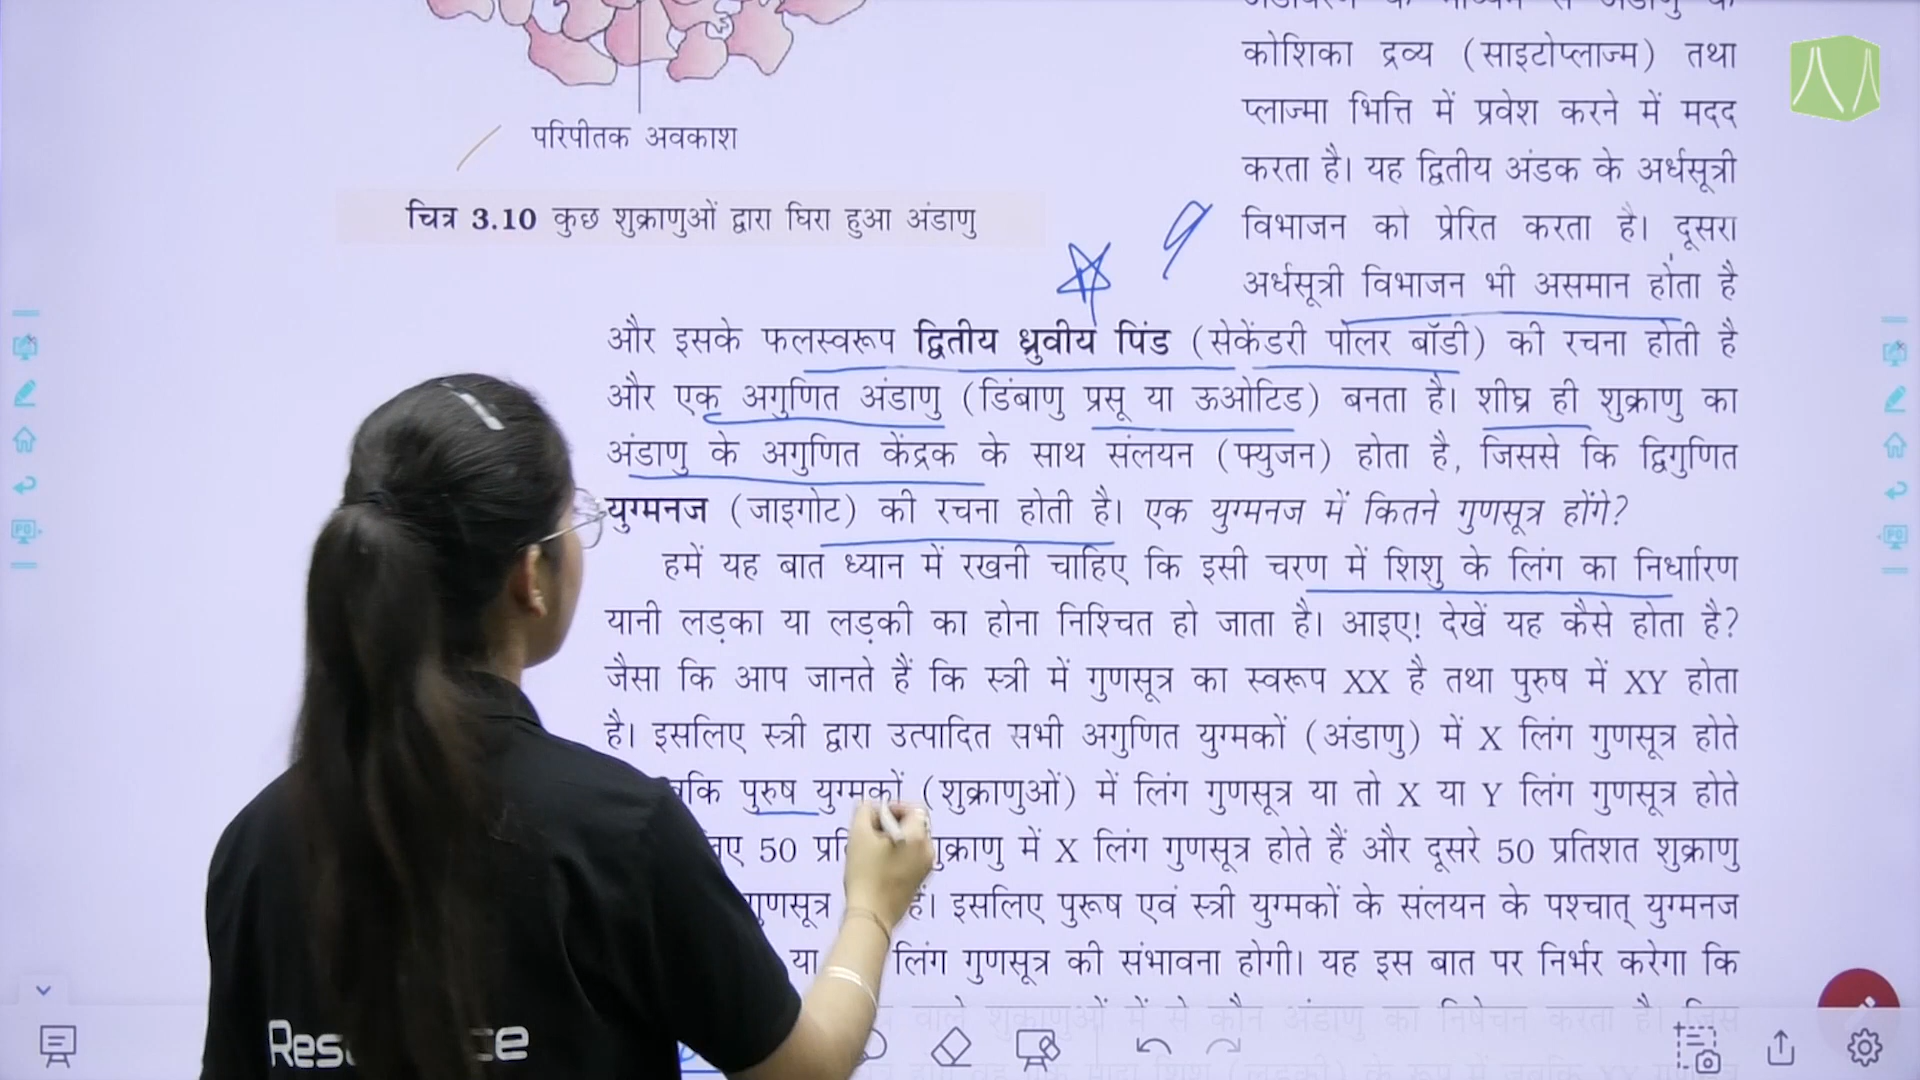 कोशिका द्रव्य (साइटोप्लाज्म) तथा
प्लाज्मा भित्ति में प्रवेश करने में मदद
करता है। यह द्वितीय अंडक के अर्धसूत्री
विभाजन को प्रेरित करता है। दूसरा
अर्धसूत्री विभाजन भी असमान होता है
परिपीतक अवकाश
चित्र 3.10 कुछ शुक्राणुओं द्वारा घिरा हुआ अंडाणु
और इसके फलस्वरूप द्वितीय ध्रुवीय पिंड (सेकेंडरी पोलर बॉडी) की रचना होती है
और एक अगुणित अंडाणु (डिंबाणु प्रसू या ऊओटिड) बनता है। शीघ्र ही शुक्राणु का
अंडाणु के अगुणित केंद्रक के साथ संलयन (फ्युजन) होता है, जिससे कि द्विगुणित
युग्मनज (जाइगोट) की रचना होती है। एक युग्मनज में कितने गुणसूत्र होंगे?
हमें यह बात ध्यान में रखनी चाहिए कि इसी चरण में शिशु के लिंग का निर्धारण
यानी लड़का या लड़की का होना निश्चित हो जाता है। आइए! देखें यह कैसे होता है?
जैसा कि आप जानते हैं कि स्त्री में गुणसूत्र का स्वरूप XX है तथा पुरुष में XY होता
है। इसलिए स्त्री द्वारा उत्पादित सभी अगुणित युग्मकों (अंडाणु) में X लिंग गुणसूत्र होते
पुरुष युग्मकों (शुक्राणुओं) में लिंग गुणसूत्र या तो X या Y लिंग गुणसूत्र होते
50 में X लिंग गुणसूत्र होते हैं और दूसरे 50 प्रतिशत शुक्राणु
हैं। इसलिए पुरूष एवं स्त्री युग्मकों के संलयन के पश्चात् युग्मनज
या लिंग गुणसूत्र की संभावना होगी। यह इस बात पर निर्भर करेगा कि
वाले शुक्राणुओं में से कौन अंडाणु का निषेचन करता है। जिस